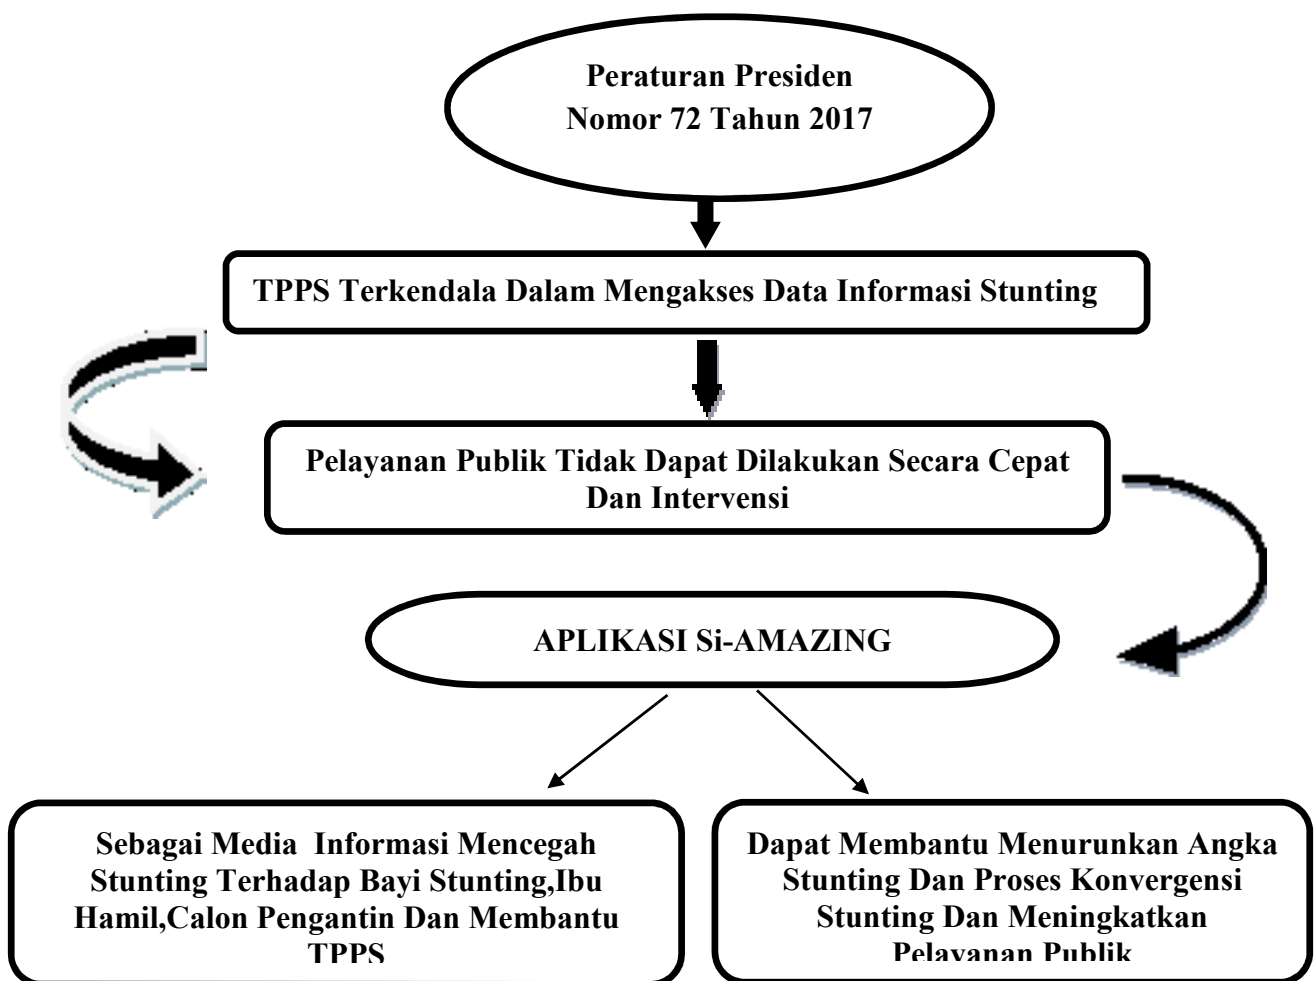 Peraturan Presiden
Nomor 72 Tahun 2017
TPPS Terkendala Dalam Mengakses Data Informasi Stunting
Pelayanan Publik Tidak Dapat Dilakukan Secara Cepat
Dan Intervensi
APLIKASI Si-AMAZING
Sebagai Media  Informasi Mencegah
Stunting Terhadap Bayi Stunting,Ibu
Hamil,Calon Pengantin Dan Membantu
TPPS
Dapat Membantu Menurunkan Angka
Stunting Dan Proses Konvergensi
Stunting Dan Meningkatkan
Pelayanan Publik